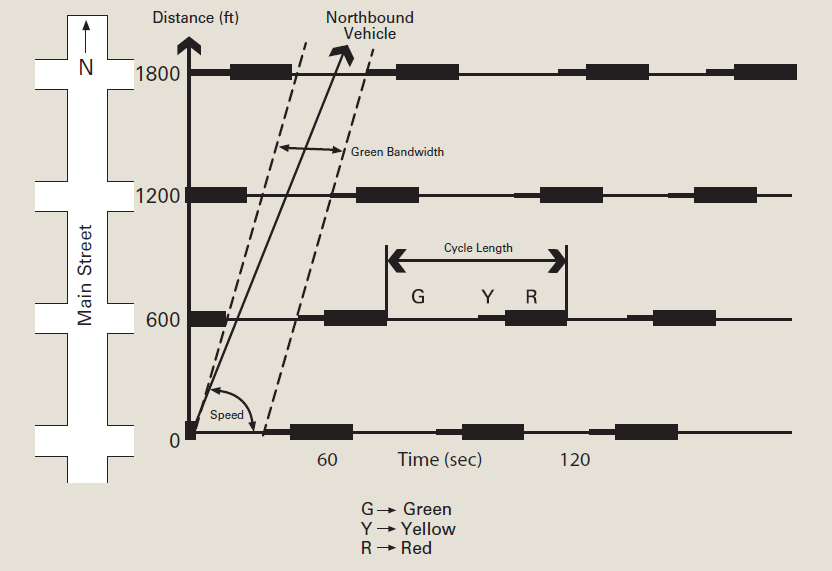 Distance (ft)
Northbound
Vehicle
N
1800
Green Bandwidth
1200
Main Street
Cycle Length
G Y R
600
Speed
0
60 Time (sec) 120
G → Green
Y → Yellow
R → Red